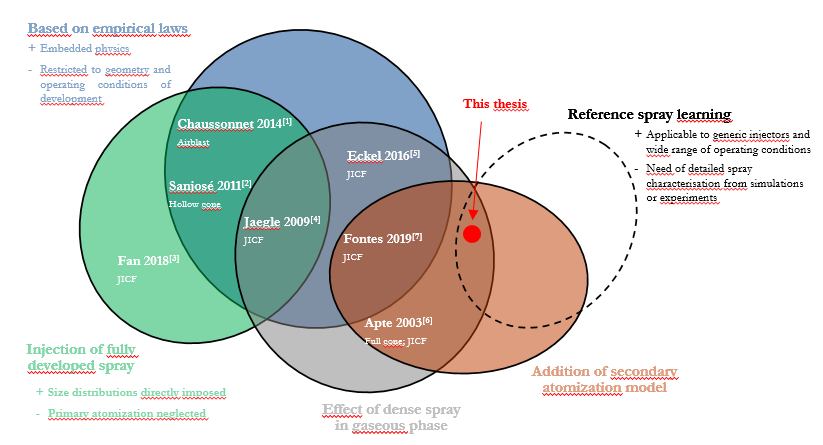 Based on empirical laws
+ Embedded physics
- Restricted to geometry and
operating conditions of
development
This thesis
Reference spray learning
+ Applicable to generic injectors and
wide range of operating conditions
- Need of detailed spray
characterisation from simulations
or experiments
Chaussonnet 2014[1]
Airblast
Eckel 2016[5]
JICF
Sanjosé 2011[2]
Hollow cone
Jaegle 2009[4]
JICF
Fontes 2019[7]
JICF
Fan 2018[3]
JICF
Apte 2003[6]
Full cone; JICF
Injection of fully
developed spray
+ Size distributions directly imposed
- Primary atomization neglected
Addition of secondary
atomization model
Effect of dense spray
in gaseous phase